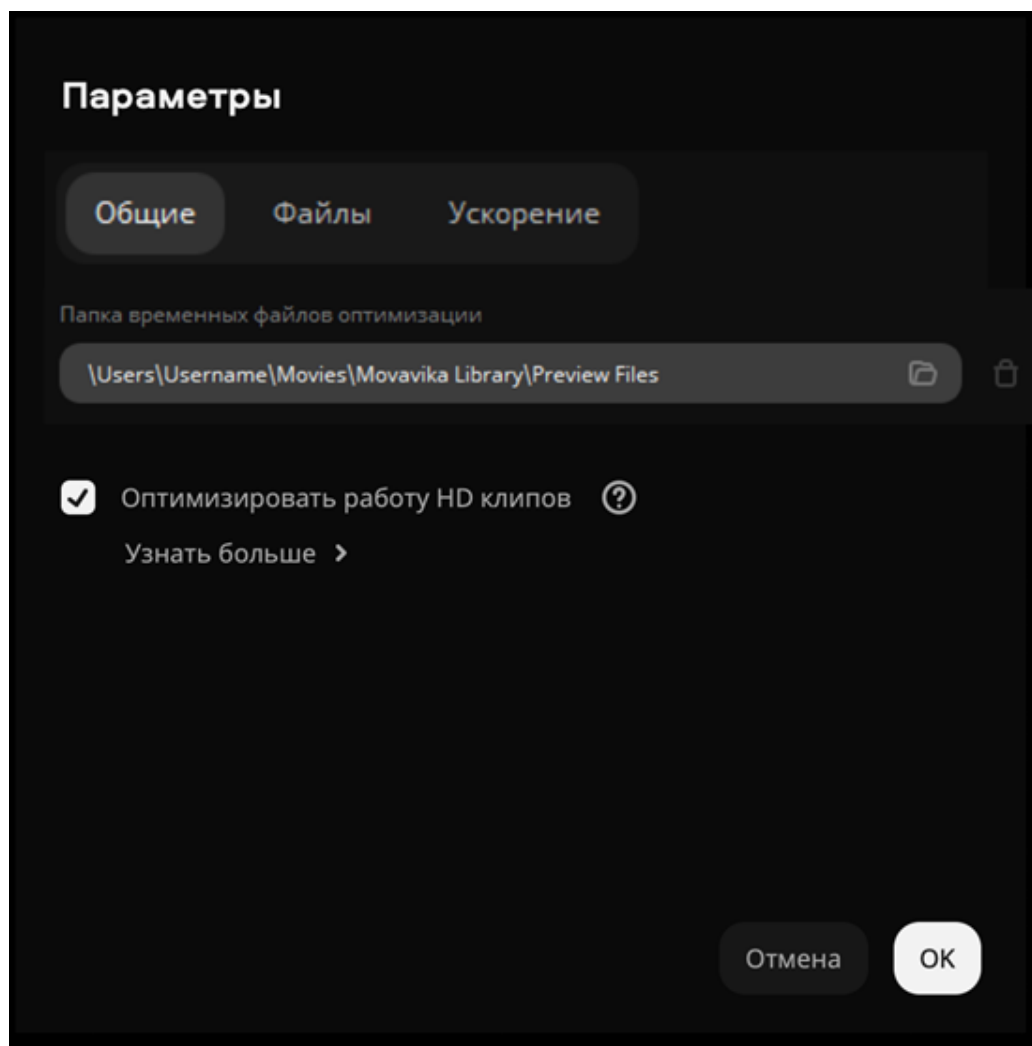 Параметры
Общие Файлы Ускорение
Папка временных файлов оптимизации
\Users\Username\Movies\Movavika Library\Preview Files
Оптимизировать работу HD клипов
Узнать больше
Отмена OK